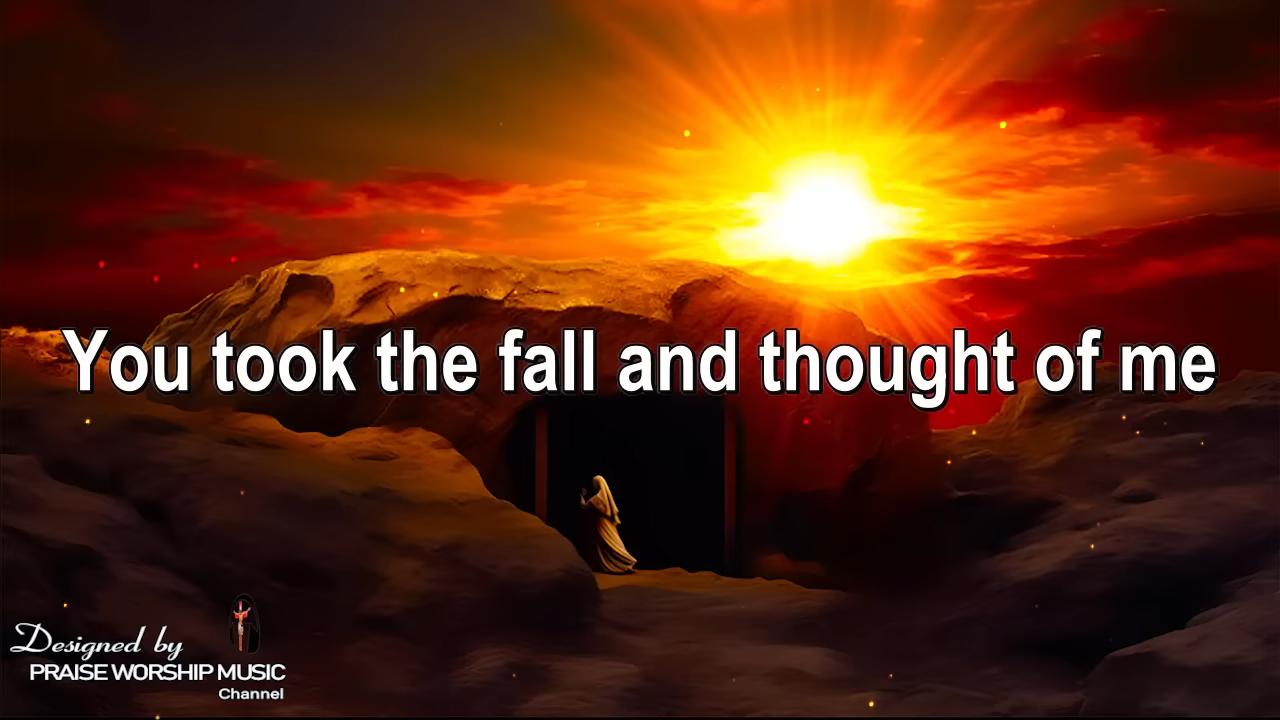 You took the fall and thought of me
Designed by
PRAISE WORSHIP MUSIC
Channel